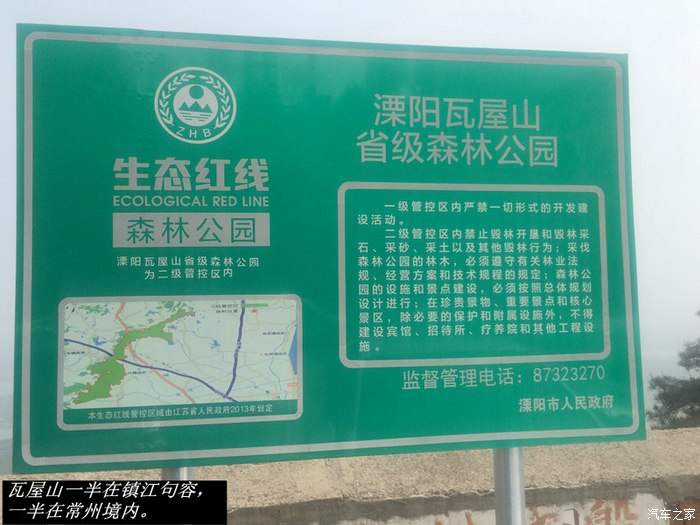 ZHB
生态红线
ECOLOGICAL RED LINE
森林公园
溧阳瓦屋山省级森林公园
为二级管控区内
二级管控区
本生态红线管控区域由江苏省人民政府2013年划定
溧阳瓦屋山
省级森林公园
一级管控区内严禁一切形式的开发建
设活动。
二级管控区内禁止毁林开垦和毁林采
石、采砂、采土以及其他毁林行为；采伐
森林公园的林木，必须遵守有关林业法
规、经营方案和技术规程的规定；森林公
园的设施和景点建设，必须按照总体规划
设计进行；在珍贵景物、重要景点和核心
景区，除必要的保护和附属设施外，不得
建设宾馆、招待所、疗养院和其他工程设
施。
监督管理电话：87323270
溧阳市人民政府
瓦屋山一半在镇江句容，
一半在常州境内。
汽车之家